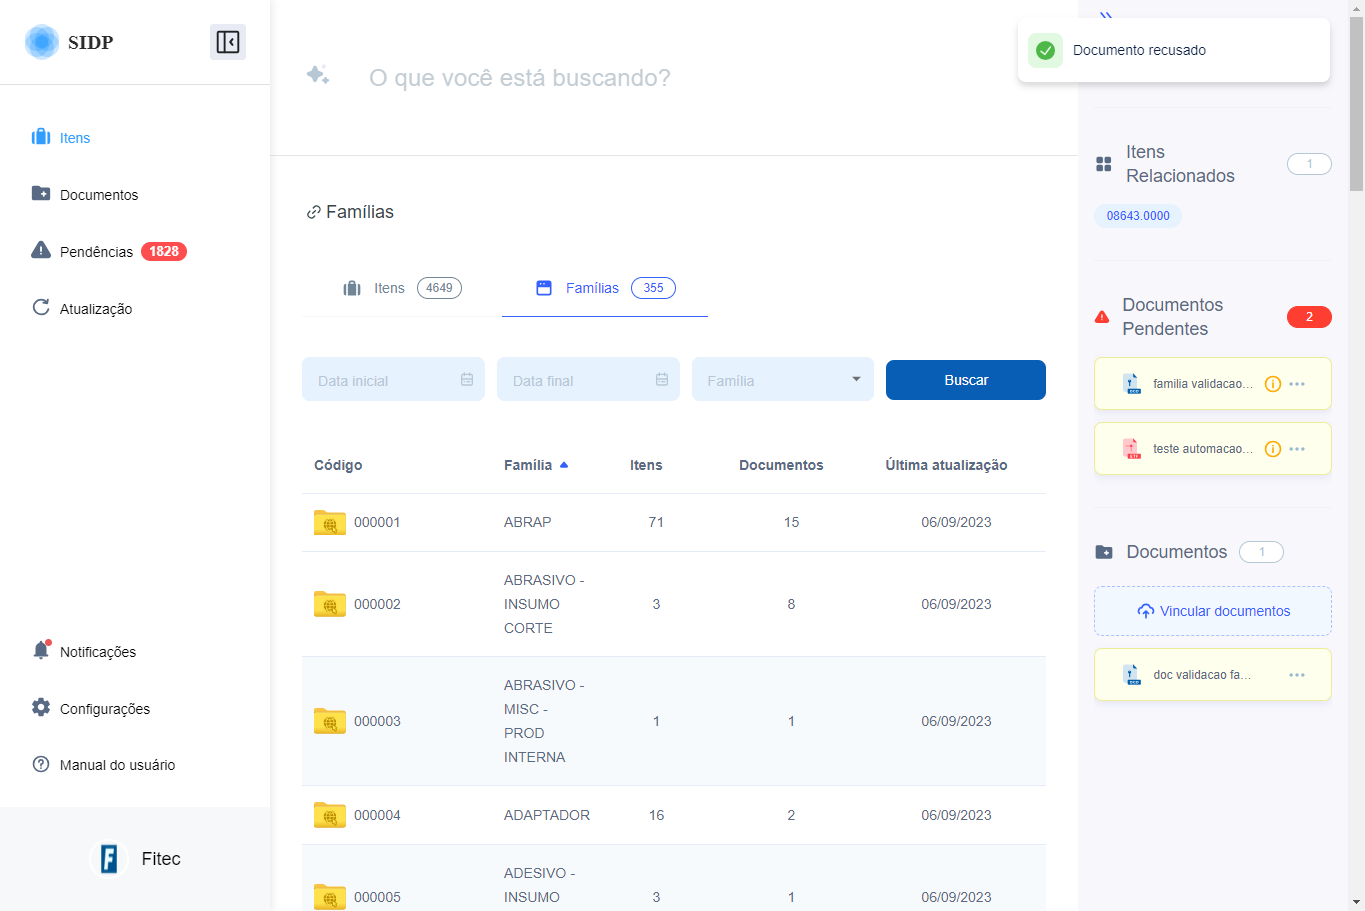 SIDP
Itens
Documentos
Pendências 1828
Atualização
Notificações
Configurações
Manual do usuário
Fitec
O que você está buscando?
Famílias
Itens 4649
Famílias 355
Data inicial
Data final
Família
Buscar
Código Família Itens Documentos Última atualização
000001 ABRAP 71 15 06/09/2023
ABRASIVO -
000002 INSUMO 3 8 06/09/2023
CORTE
ABRASIVO -
MISC -
000003 1 1 06/09/2023
PROD
INTERNA
000004 ADAPTADOR 16 2 06/09/2023
ADESIVO -
000005 INSUMO 3 1 06/09/2023
Documento recusado
Itens
Relacionados 1
08643.0000
Documentos
Pendentes 2
familia validacao...
teste automacao...
Documentos 1
Vincular documentos
doc validacao fa...